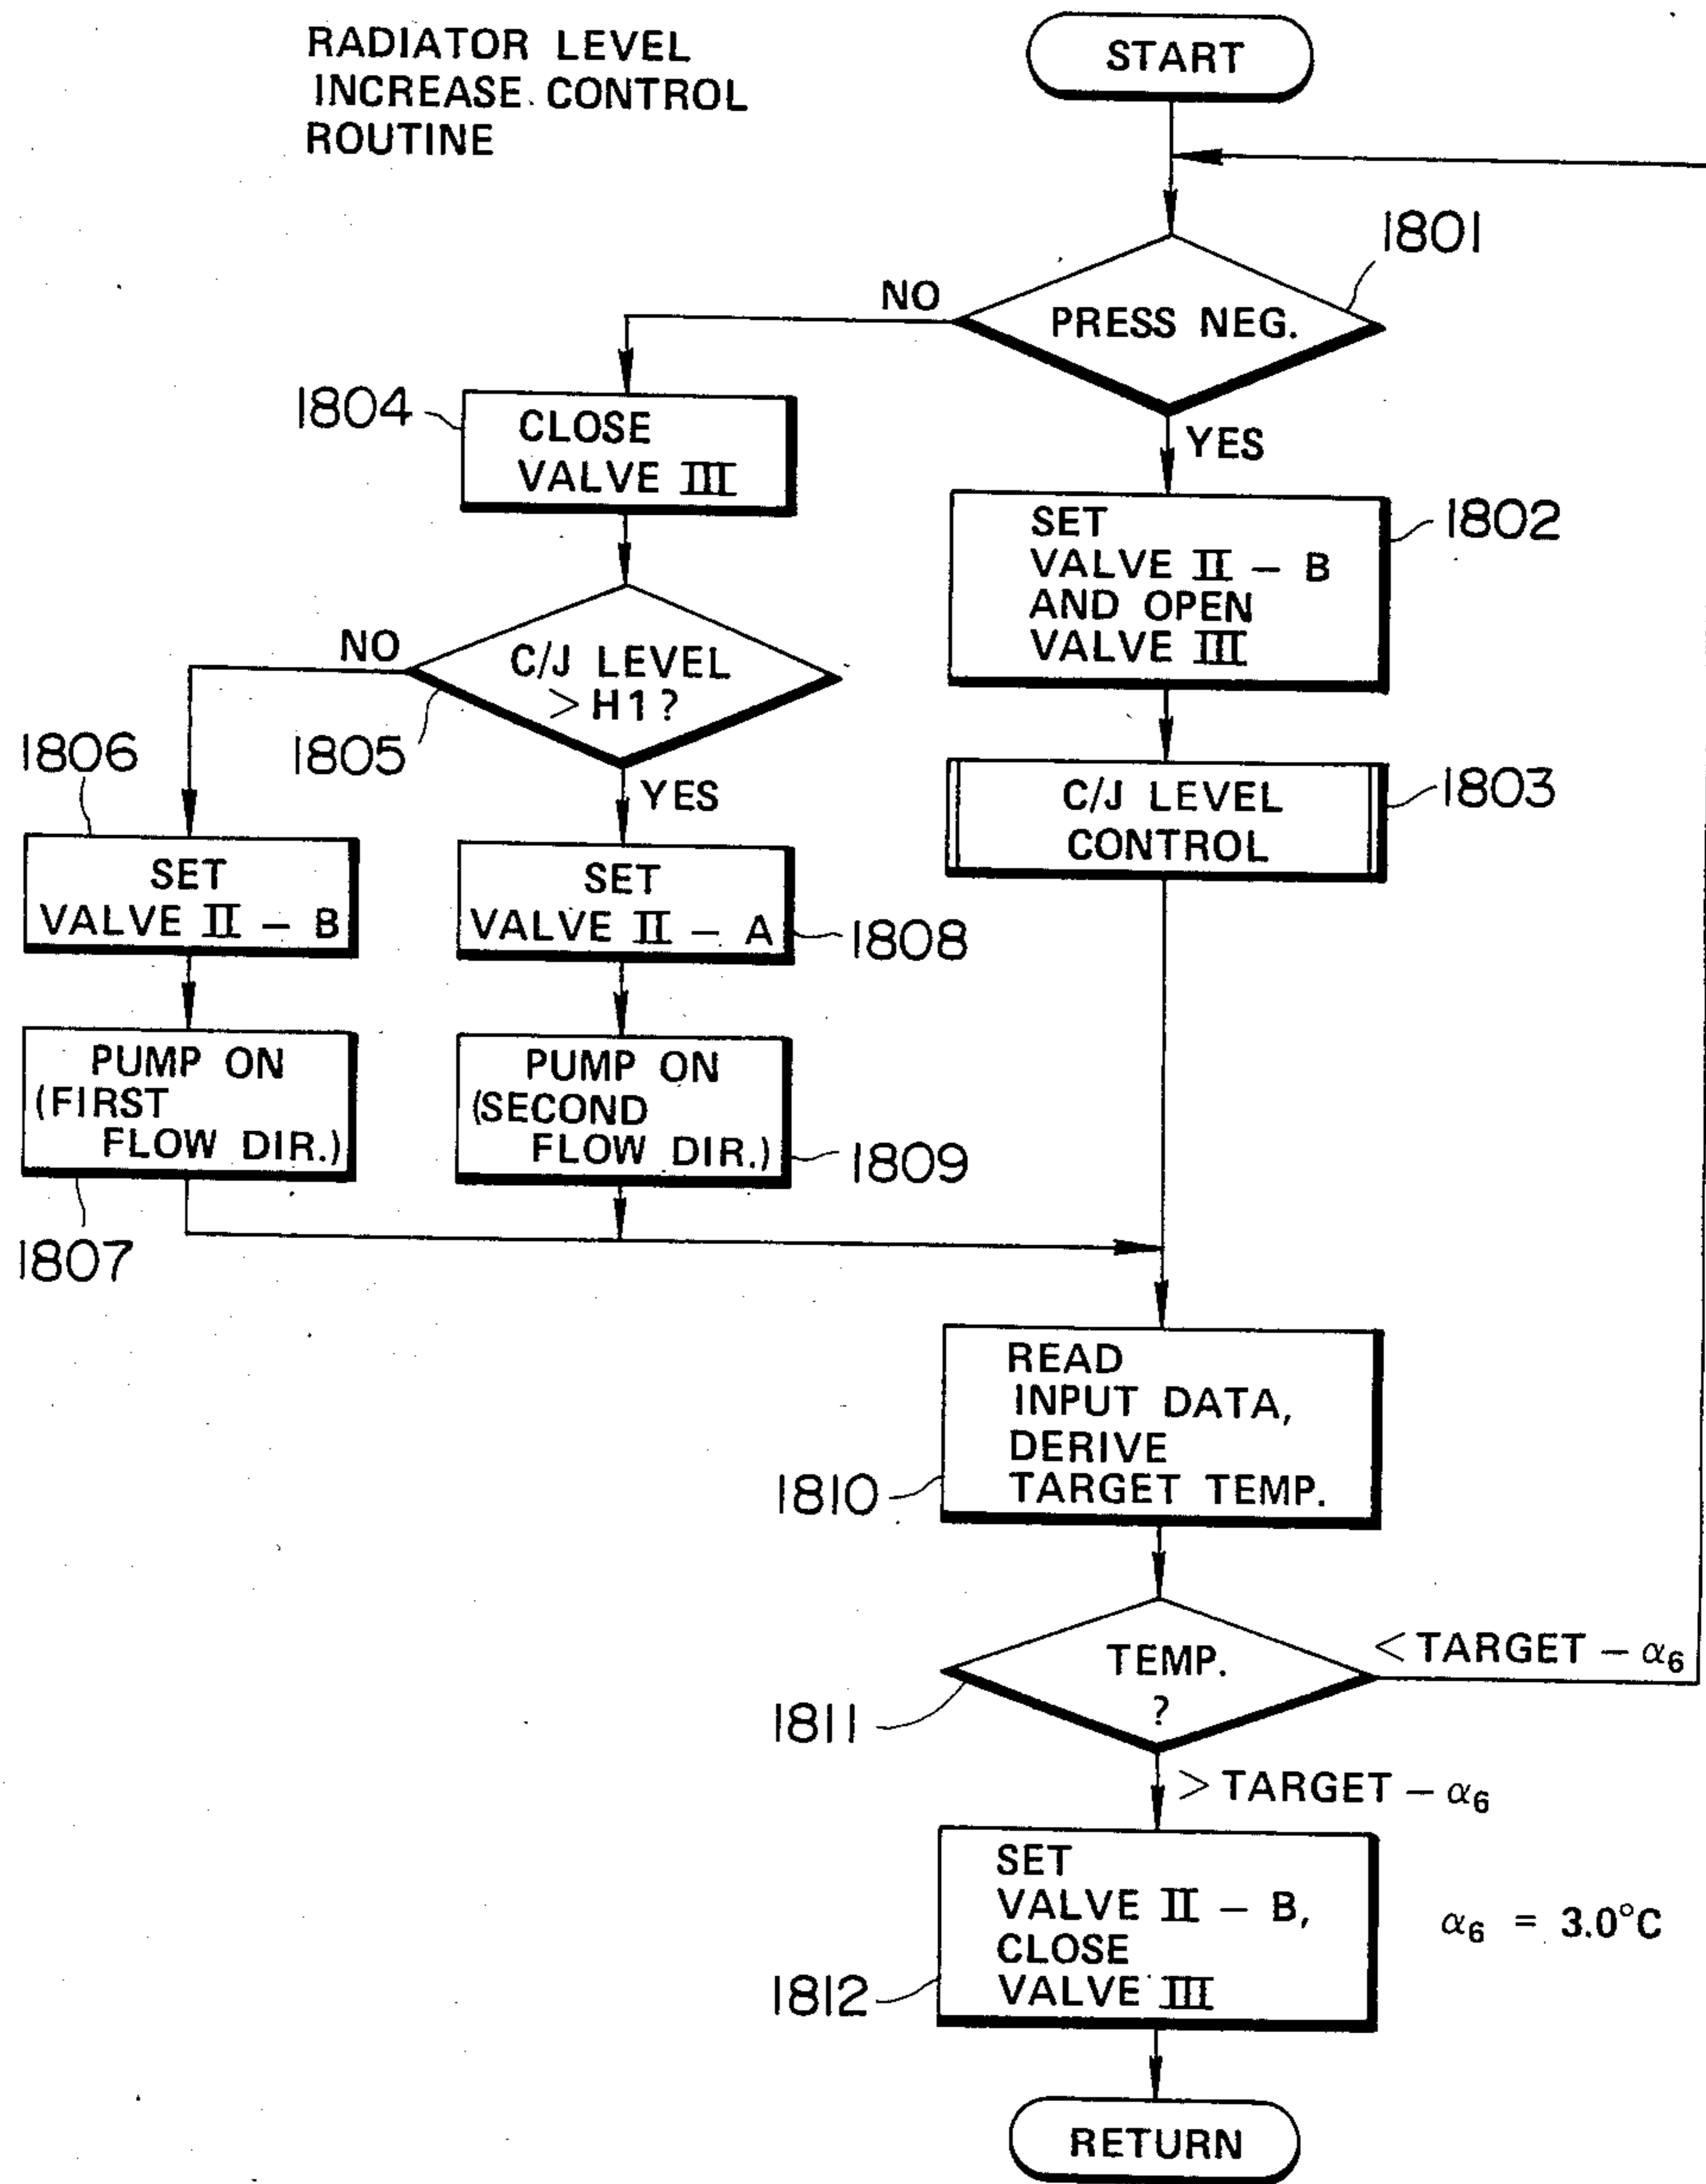 RADIATOR LEVEL
INCREASE CONTROL
ROUTINE
START
1801
PRESS NEG.
NO
YES
1804
CLOSE
VALVE III
SET
VALVE II – B
AND OPEN
VALVE III
1802
NO
C/J LEVEL
> H1?
1805
YES
1806
C/J LEVEL
CONTROL
1803
SET
VALVE II – B
SET
VALVE II – A
1808
PUMP ON
(FIRST
FLOW DIR.)
1807
PUMP ON
(SECOND
FLOW DIR.)
1809
READ
INPUT DATA,
DERIVE
TARGET TEMP.
1810
TEMP.
?
< TARGET – α6
1811
> TARGET – α6
SET
VALVE II – B,
CLOSE
VALVE III
1812
α6 = 3.0°C
RETURN